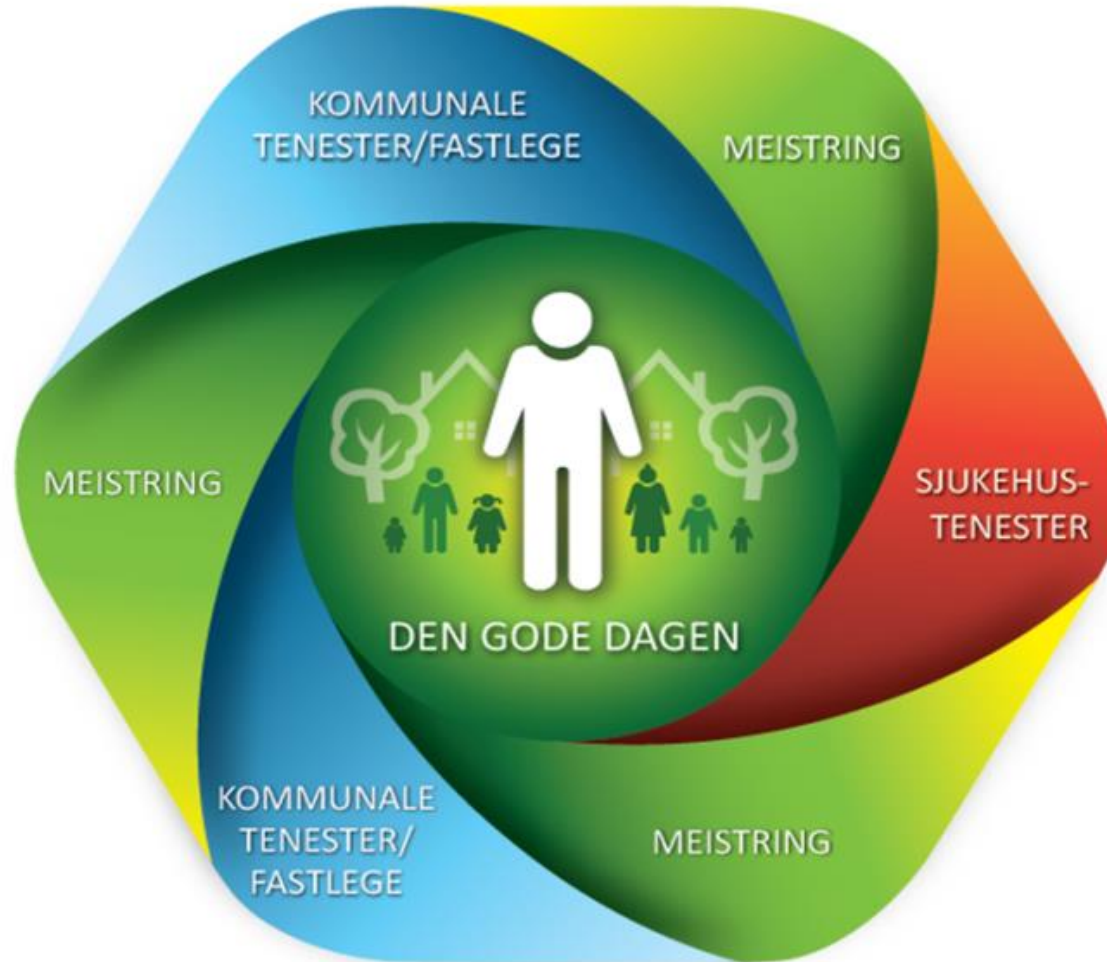 KOMMUNALE
TENESTER/FASTLEGE
MEISTRING
MEISTRING
SJUKEHUS-
TENESTER
DEN GODE DAGEN
KOMMUNALE
TENESTER/
FASTLEGE
MEISTRING